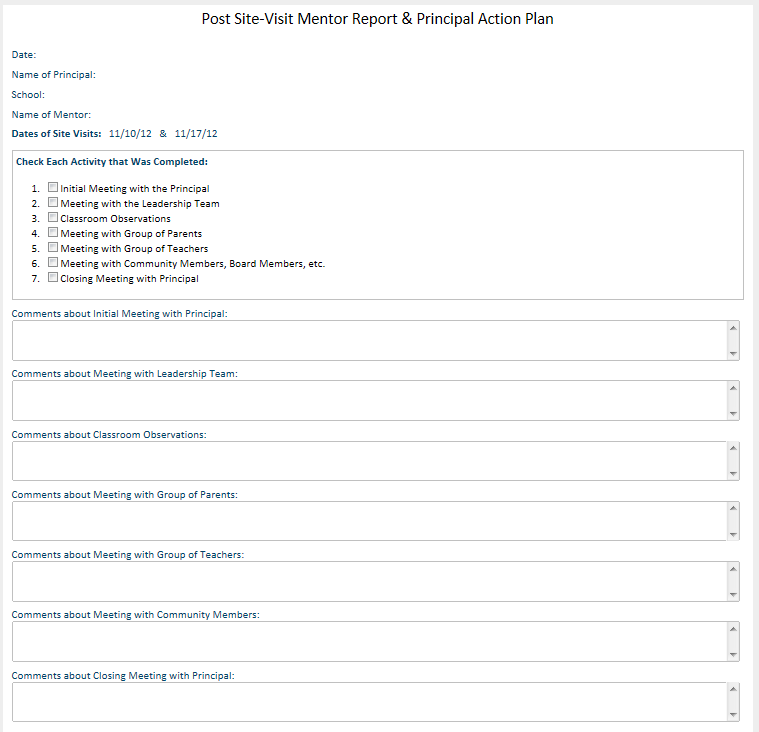 Post Site-Visit Mentor Report & Principal Action Plan
Date:
Name of Principal:
School:
Name of Mentor:
Dates of Site Visits: 11/10/12 & 11/17/12
Check Each Activity that Was Completed:
1. Initial Meeting with the Principal
2. Meeting with the Leadership Team
3. Classroom Observations
4. Meeting with Group of Parents
5. Meeting with Group of Teachers
6. Meeting with Community Members, Board Members, etc.
7. Closing Meeting with Principal
Comments about Initial Meeting with Principal:
Comments about Meeting with Leadership Team:
Comments about Classroom Observations:
Comments about Meeting with Group of Parents:
Comments about Meeting with Group of Teachers:
Comments about Meeting with Community Members:
Comments about Closing Meeting with Principal: